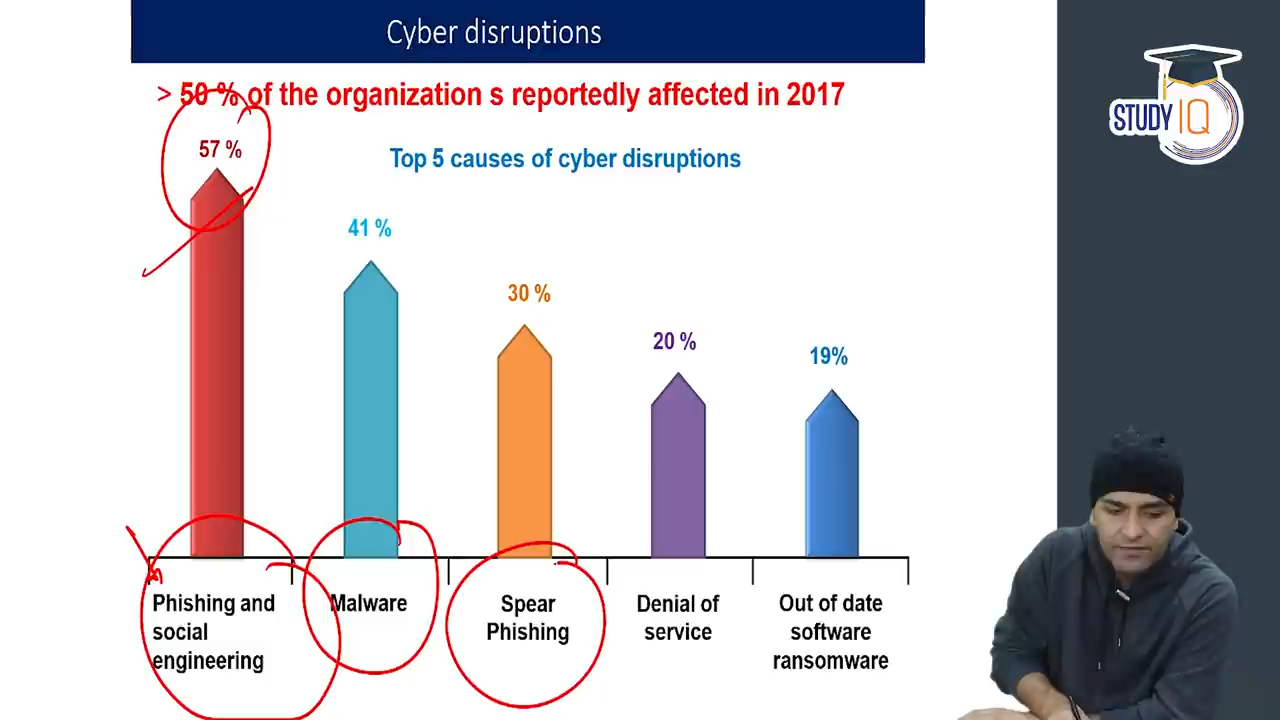 Cyber disruptions
> 50 % of the organization s reportedly affected in 2017
57 %
Top 5 causes of cyber disruptions
41 %
30 %
20 %
19%
Phishing and
social
engineering
Malware
Spear
Phishing
Denial of
service
Out of date
software
ransomware
STUDY IQ